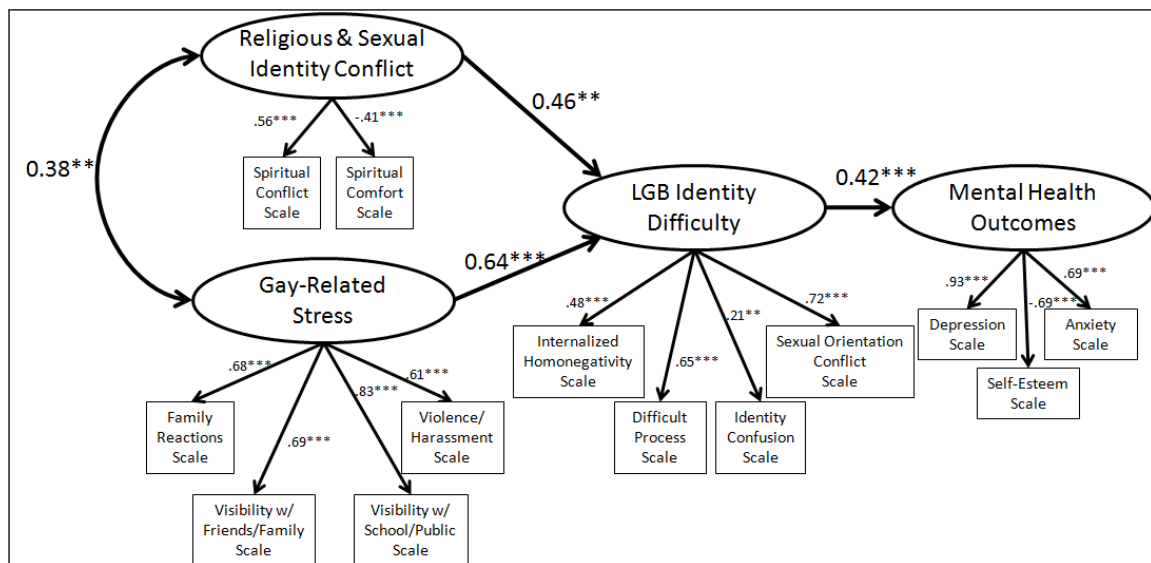 Religious & Sexual
Identity Conflict
0.46**
.56***
-.41***
0.38**
Spiritual
Conflict
Scale
Spiritual
Comfort
Scale
LGB Identity
Difficulty
0.42***
Mental Health
Outcomes
0.64***
Gay-Related
Stress
.48***
.65***
.21**
.72***
.93***
-.69***
.69***
Internalized
Homonegativity
Scale
Sexual Orientation
Conflict
Scale
Depression
Scale
Anxiety
Scale
Self-Esteem
Scale
.68***
.69***
.83***
.61***
Family
Reactions
Scale
Violence/
Harassment
Scale
Difficult
Process
Scale
Identity
Confusion
Scale
Visibility w/
Friends/Family
Scale
Visibility w/
School/Public
Scale